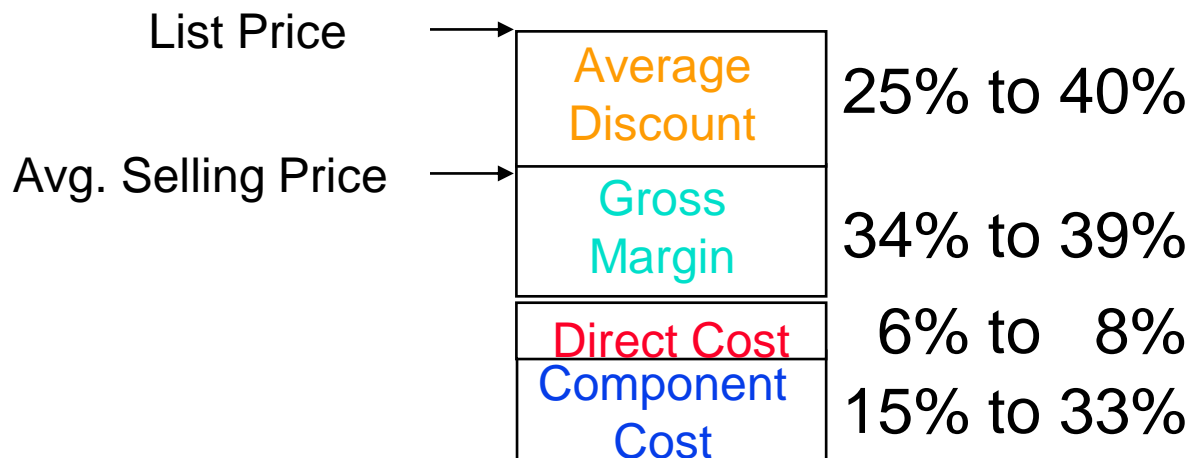 List Price
Average
Discount
25% to 40%
Avg. Selling Price
Gross
Margin
34% to 39%
Direct Cost
6% to 8%
Component
Cost
15% to 33%